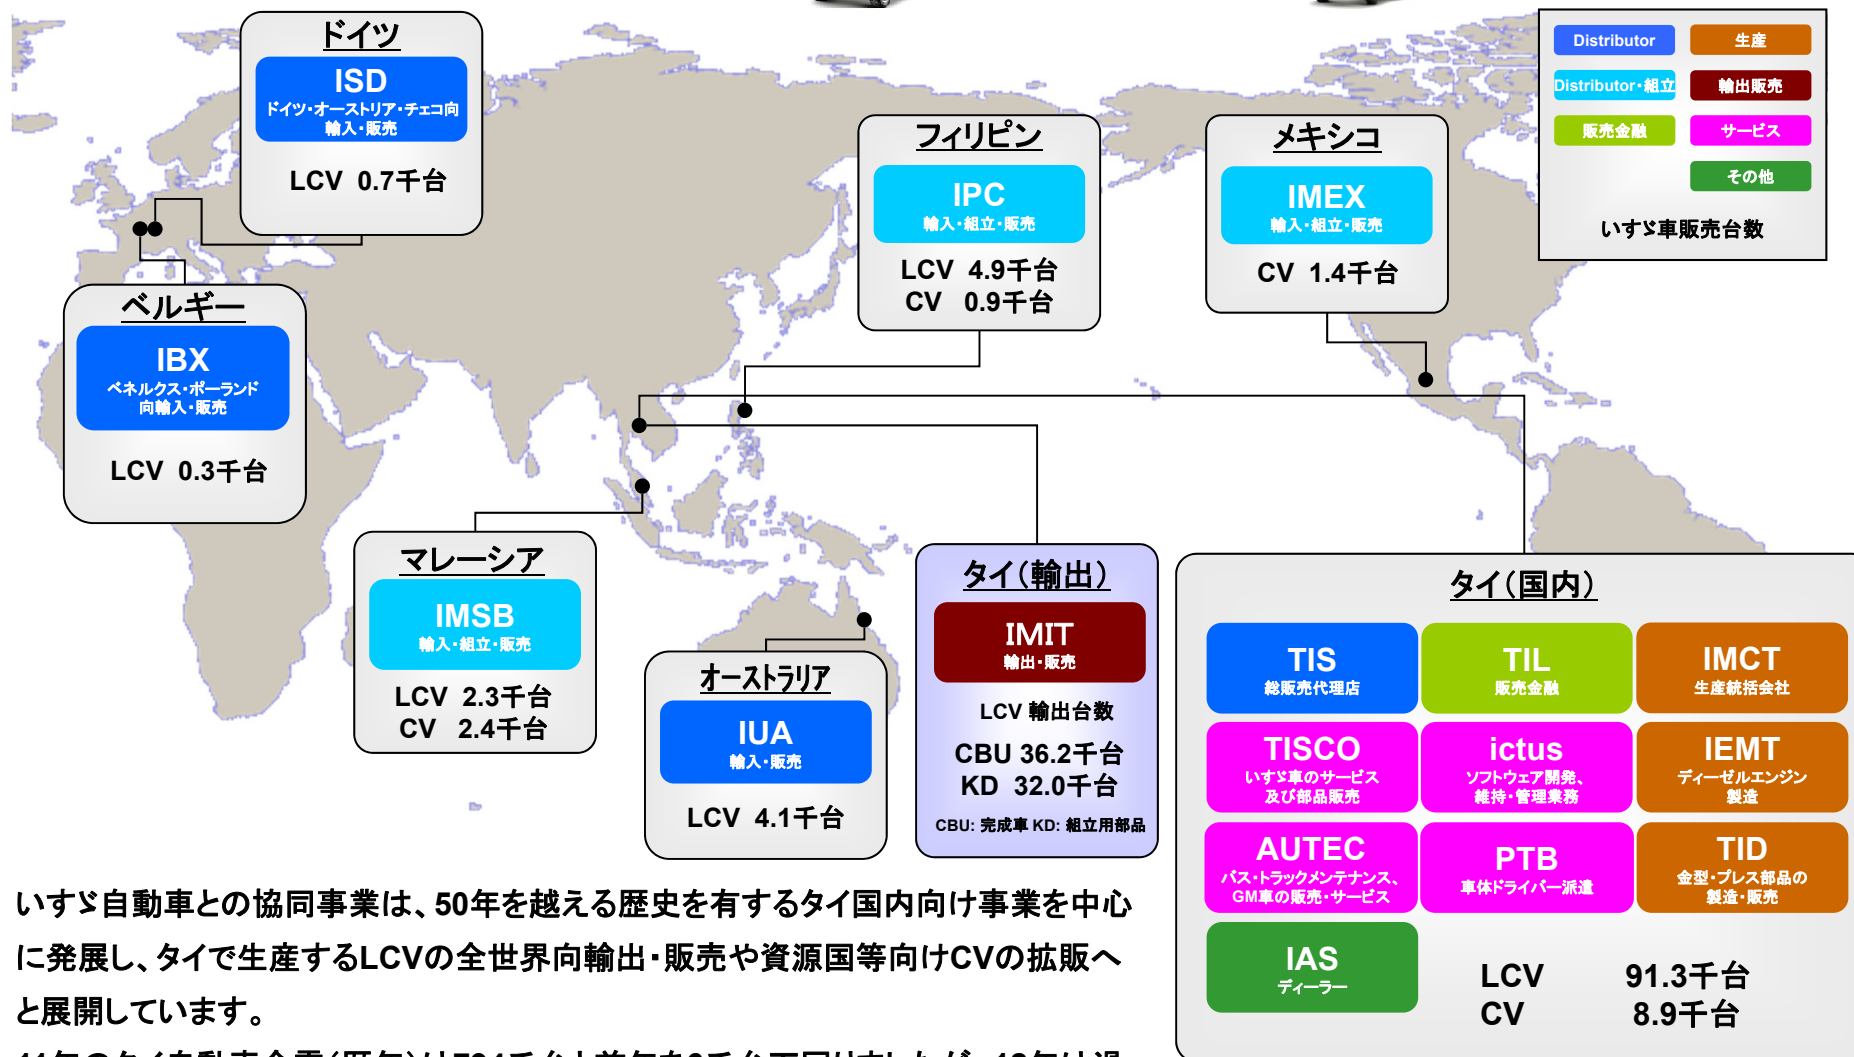 ドイツ
ISD
ドイツ・オーストリア・チェコ向
輸入・販売
LCV 0.7千台
フィリピン
IPC
輸入・組立・販売
LCV 4.9千台
CV 0.9千台
メキシコ
IMEX
輸入・組立・販売
CV 1.4千台
Distributor
生産
Distributor・組立
輸出販売
販売金融
サービス
その他
いすゞ車販売台数
ベルギー
IBX
ベネルクス・ポーランド
向輸入・販売
LCV 0.3千台
マレーシア
IMSB
輸入・組立・販売
LCV 2.3千台
CV 2.4千台
オーストラリア
IUA
輸入・販売
LCV 4.1千台
タイ（輸出）
IMIT
輸出・販売
LCV 輸出台数
CBU 36.2千台
KD 32.0千台
CBU: 完成車 KD: 組立用部品
タイ（国内）
TIS
総販売代理店
TIL
販売金融
IMCT
生産統括会社
TISCO
いすゞ車のサービス
及び部品販売
ictus
ソフトウェア開発、
維持・管理業務
IEMT
ディーゼルエンジン
製造
AUTEC
バス・トラックメンテナンス、
GM車の販売・サービス
PTB
車体ドライバー派遣
TID
金型・プレス部品の
製造・販売
IAS
ディーラー
LCV 91.3千台
CV 8.9千台
いすゞ自動車との協同事業は、50年を越える歴史を有するタイ国内向け事業を中心
に発展し、タイで生産するLCVの全世界向輸出・販売や資源国等向けCVの拡販へ
と展開しています。